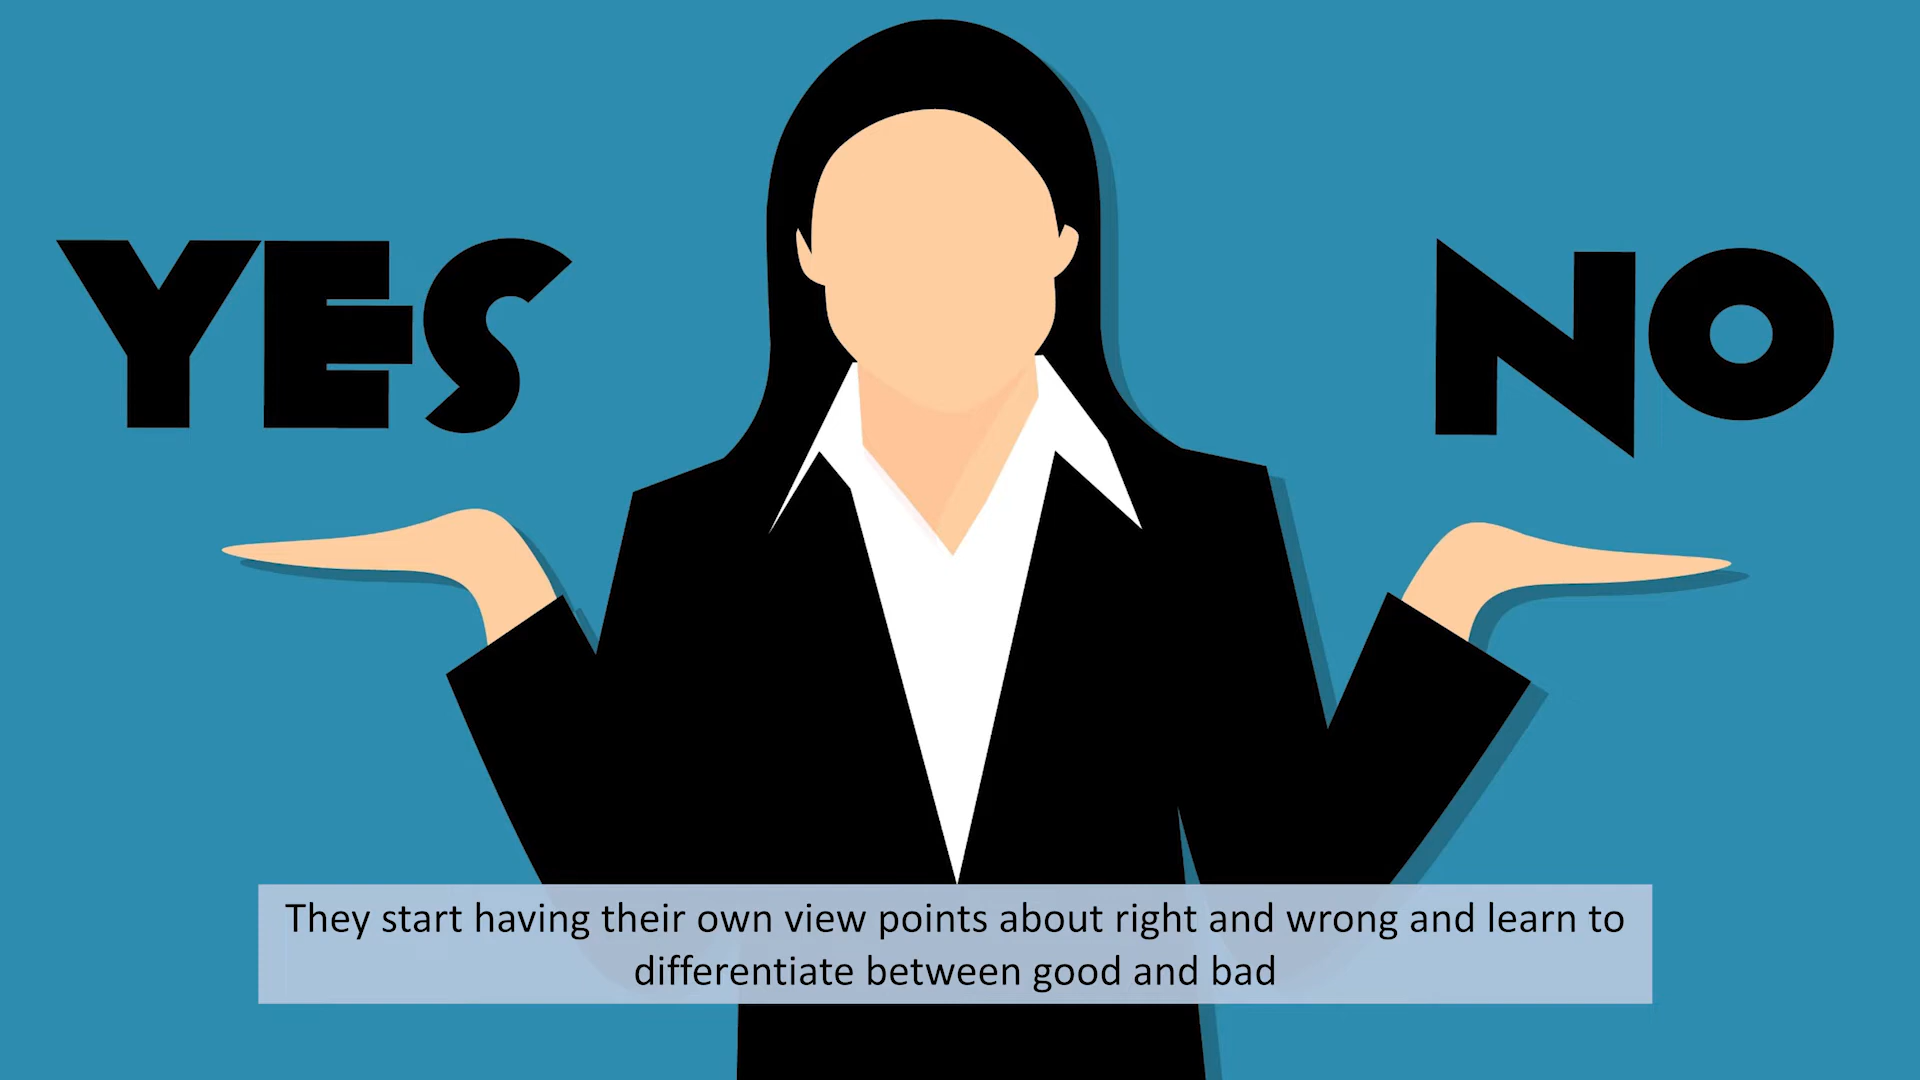 YES
NO
They start having their own view points about right and wrong and learn to
differentiate between good and bad